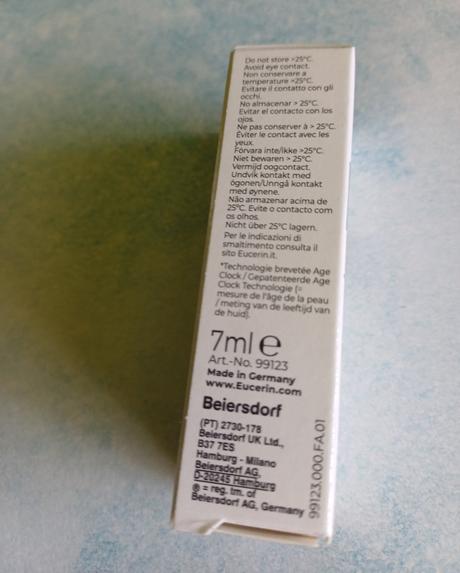 Do not store >25°C.
Avoid eye contact.
Non conservare a
temperature >25°C.
Evitare il contatto con gli
occhi.
No almacenar > 25°C.
Evitar el contacto con los
ojos.
Ne pas conserver à > 25°C.
Éviter le contact avec les
yeux.
Förvara inte/Ikke >25°C.
Niet bewaren > 25°C.
Vermijd oogcontact.
Undvik kontakt med
ögonen/Unngå kontakt
med øynene.
Não armazenar acima de
25°C. Evite o contacto com
os olhos.
Nicht über 25°C lagern.
Per le indicazioni di
smaltimento consulta il
sito Eucerin.it.
*Technologie brevetée Age
Clock / Gepatenteerde Age
Clock Technologie (=
mesure de l'âge de la peau
/ meting van de leeftijd van
de huid).
7ml ℮
Art.-No. 99123
Made in Germany
www.Eucerin.com
Beiersdorf
(PT) 2730-178
Beiersdorf UK Ltd.,
B37 7ES
Hamburg - Milano
Beiersdorf AG,
D-20245 Hamburg
® = reg. tm. of
Beiersdorf AG, Germany
99123.000.FA.01